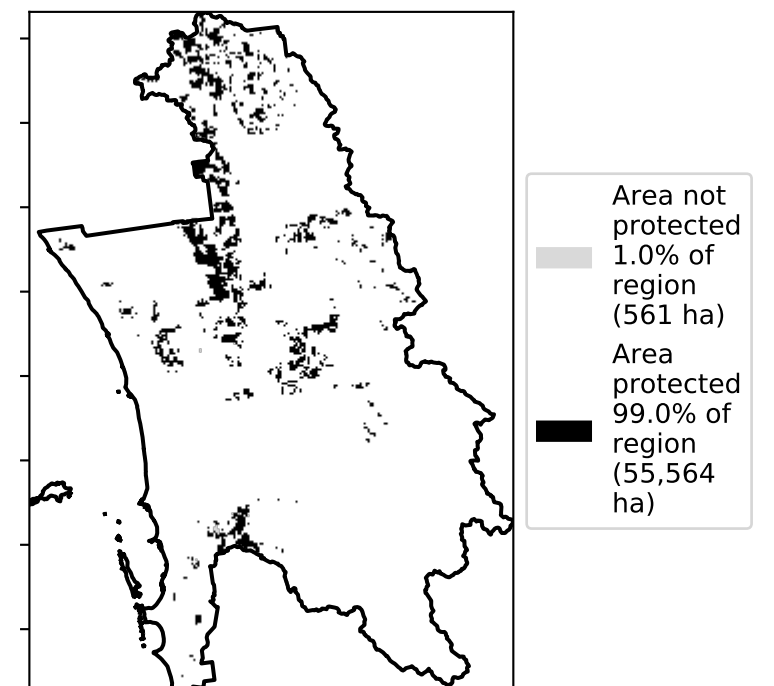 Area not
protected
1.0% of
region
(561 ha)
Area
protected
99.0% of
region
(55,564
ha)